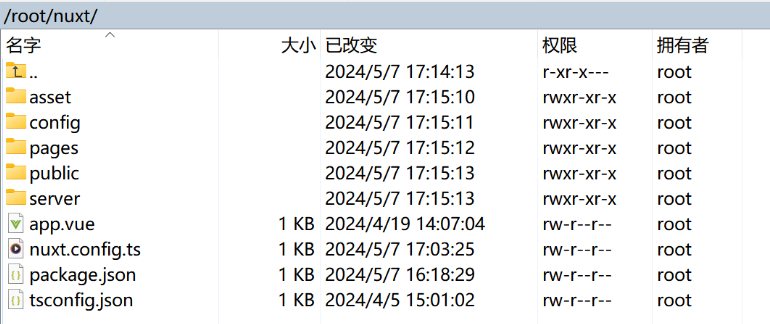 /root/nuxt/
名字 大小 已改变 权限 拥有者
.. 2024/5/7 17:14:13 r-xr-x--- root
asset 2024/5/7 17:15:10 rwxr-xr-x root
config 2024/5/7 17:15:11 rwxr-xr-x root
pages 2024/5/7 17:15:12 rwxr-xr-x root
public 2024/5/7 17:15:13 rwxr-xr-x root
server 2024/5/7 17:15:13 rwxr-xr-x root
app.vue 1 KB 2024/4/19 14:07:04 rw-r--r-- root
nuxt.config.ts 1 KB 2024/5/7 17:03:25 rw-r--r-- root
package.json 1 KB 2024/5/7 16:18:29 rw-r--r-- root
tsconfig.json 1 KB 2024/4/5 15:01:02 rw-r--r-- root